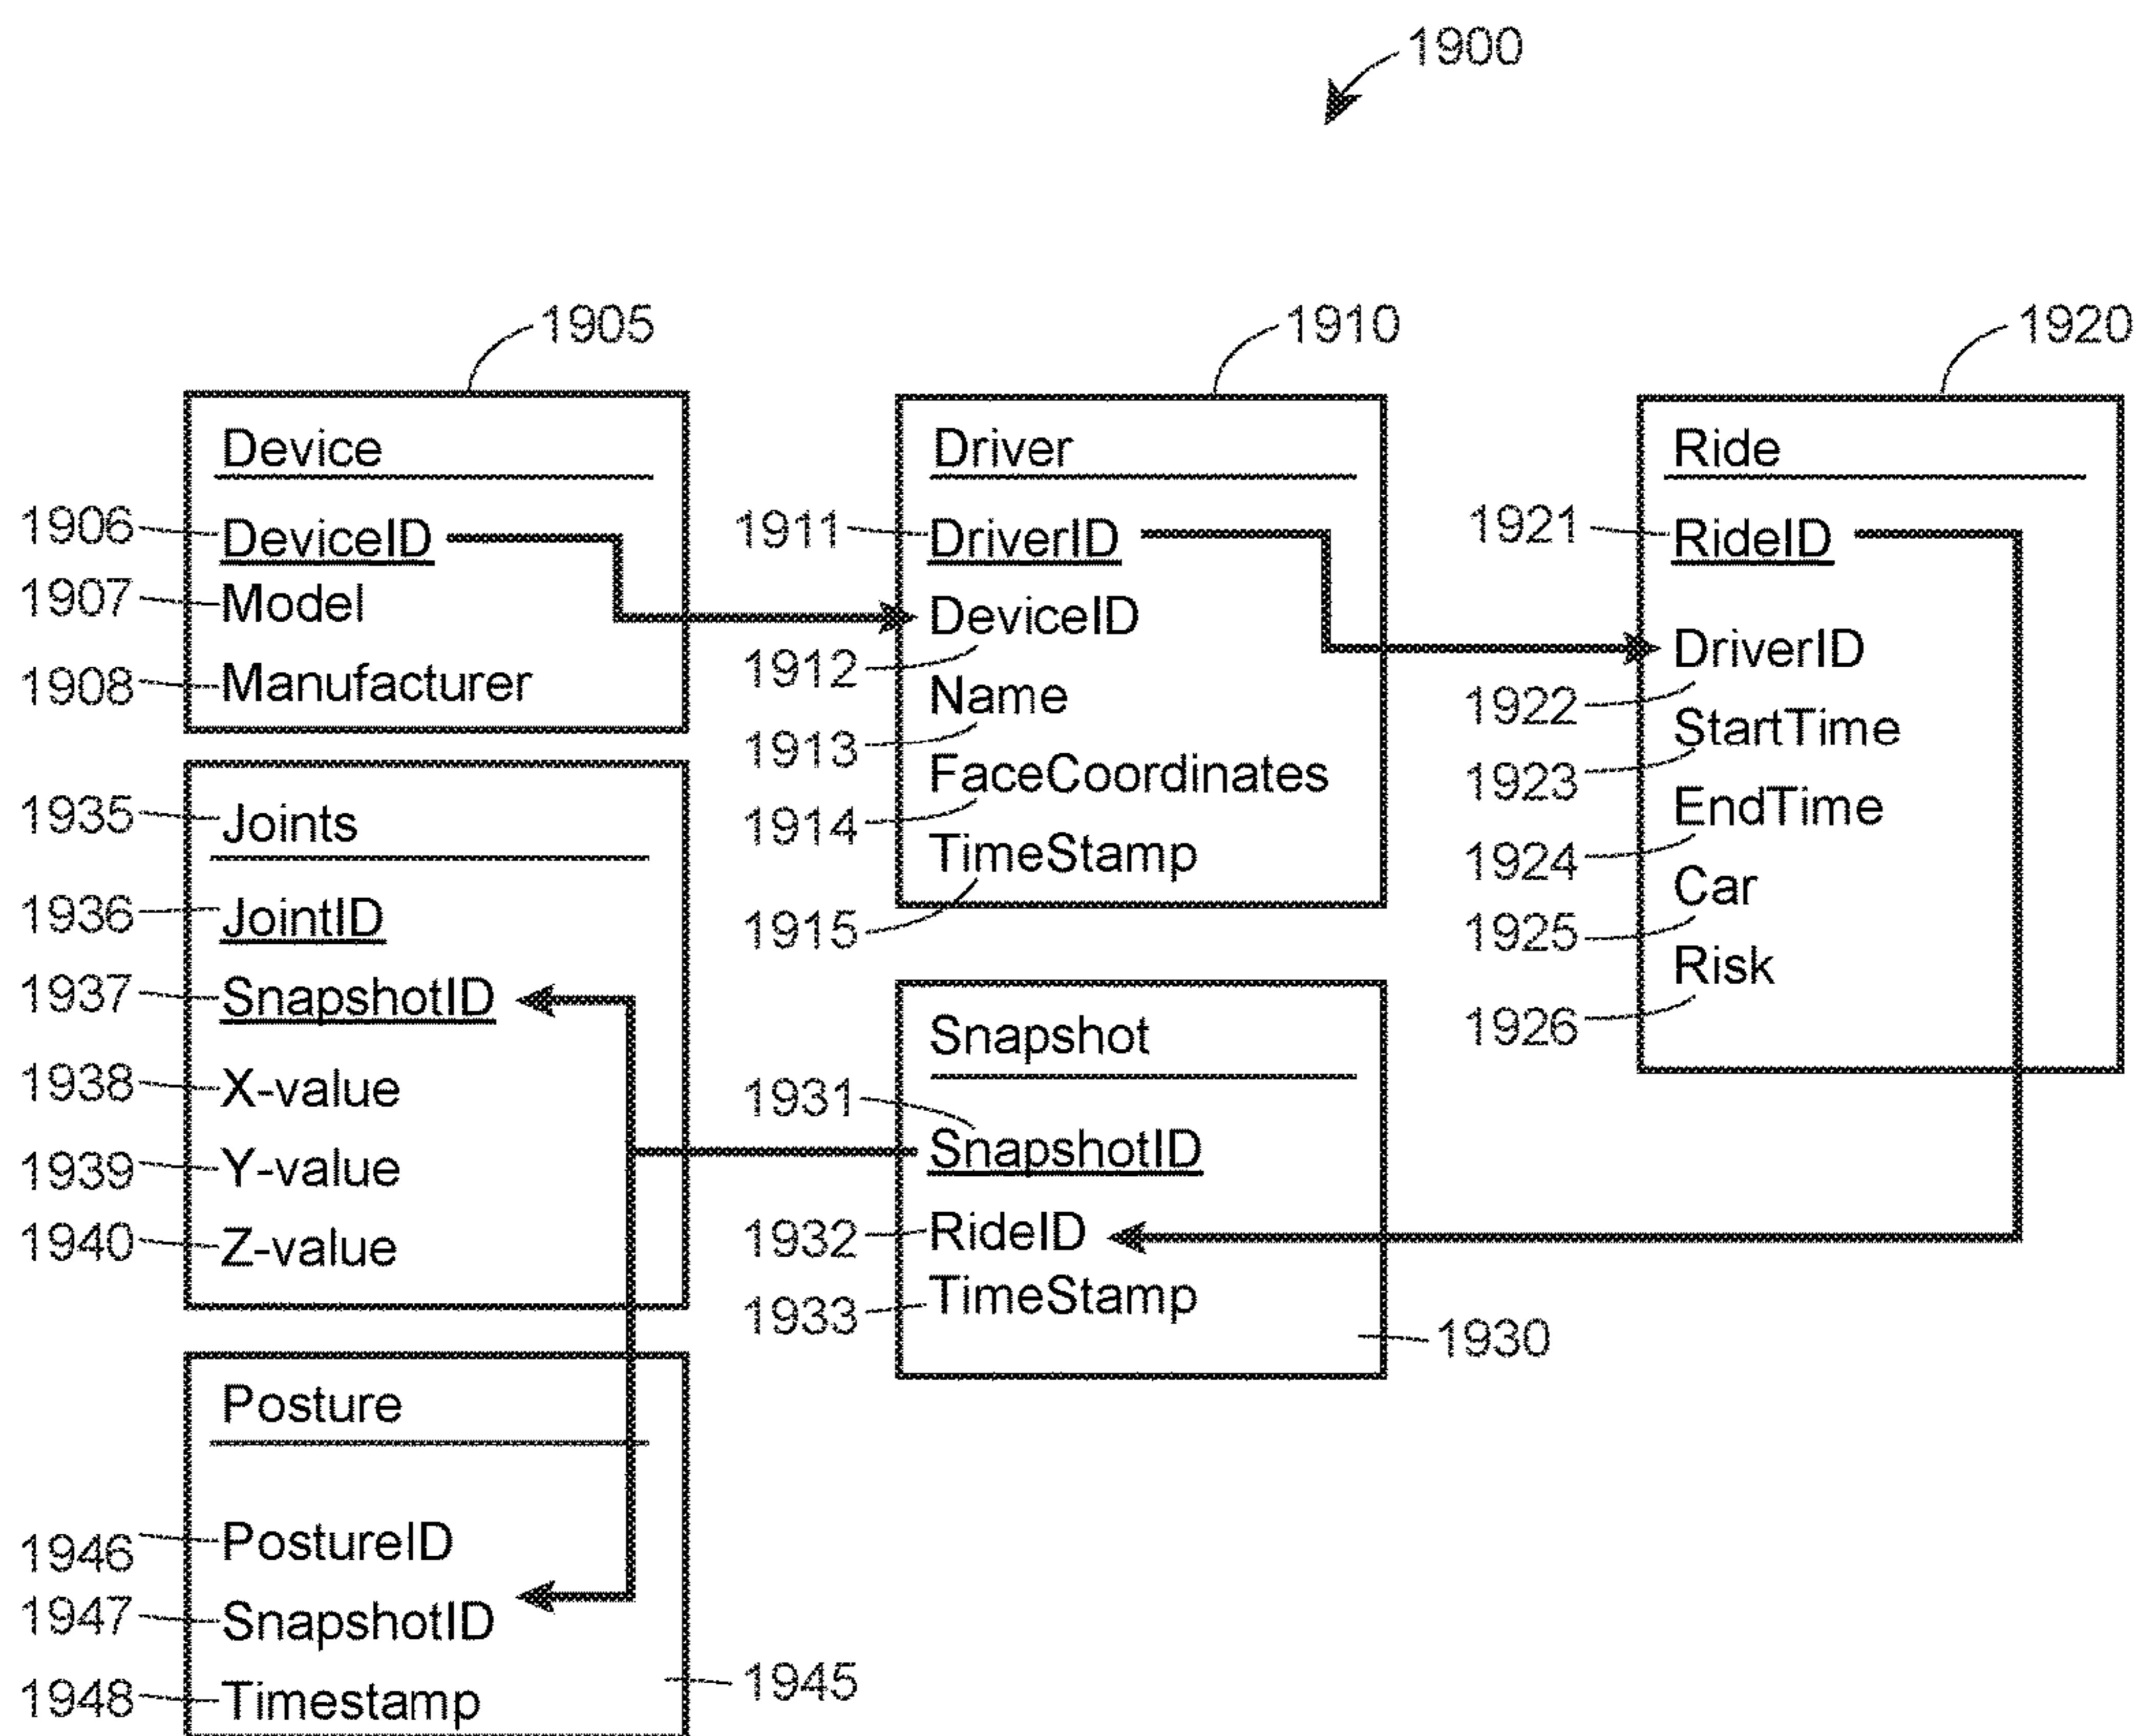 1900
1905
Device
1906 DeviceID
1907 Model
1908 Manufacturer
1910
Driver
1911 DriverID
DeviceID
1912
Name
1913
FaceCoordinates
1914
TimeStamp
1915
1920
Ride
1921 RideID
DriverID
1922
StartTime
1923
EndTime
1924
Car
1925
Risk
1926
1935 Joints
1936 JointID
1937 SnapshotID
1938 X-value
1939 Y-value
1940 Z-value
Snapshot
1931
SnapshotID
1932 RideID
1933 TimeStamp
1930
Posture
1946 PostureID
1947 SnapshotID
1948 Timestamp
1945